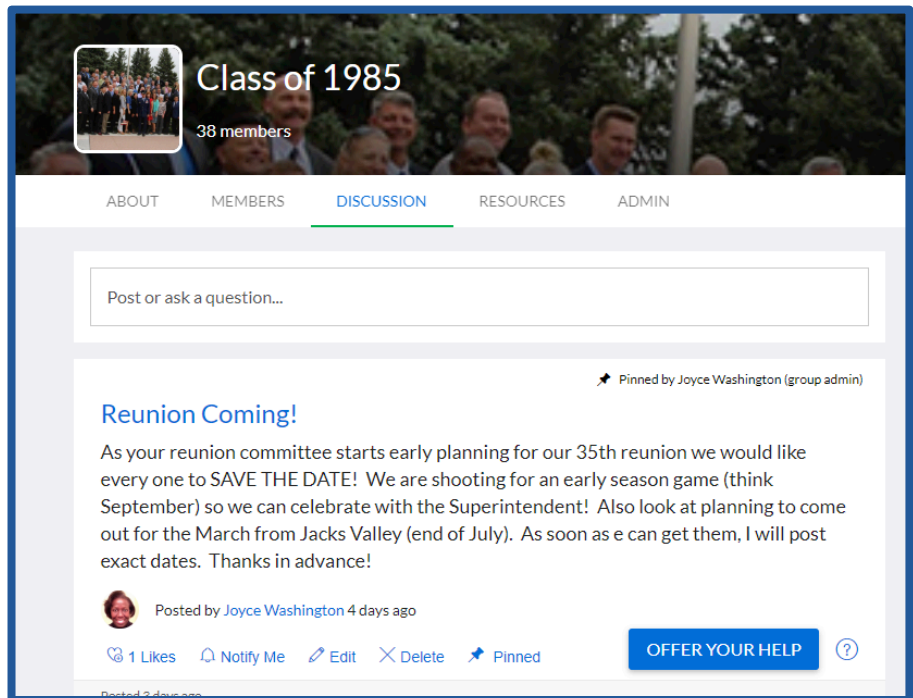 Class of 1985
38 members
ABOUT MEMBERS DISCUSSION RESOURCES ADMIN
Post or ask a question...
Pinned by Joyce Washington (group admin)
Reunion Coming!
As your reunion committee starts early planning for our 35th reunion we would like
every one to SAVE THE DATE!  We are shooting for an early season game (think
September) so we can celebrate with the Superintendent!  Also look at planning to come
out for the March from Jacks Valley (end of July).  As soon as e can get them, I will post
exact dates.  Thanks in advance!
Posted by Joyce Washington 4 days ago
1 Likes Notify Me Edit Delete Pinned OFFER YOUR HELP ?
Posted 3 days ago